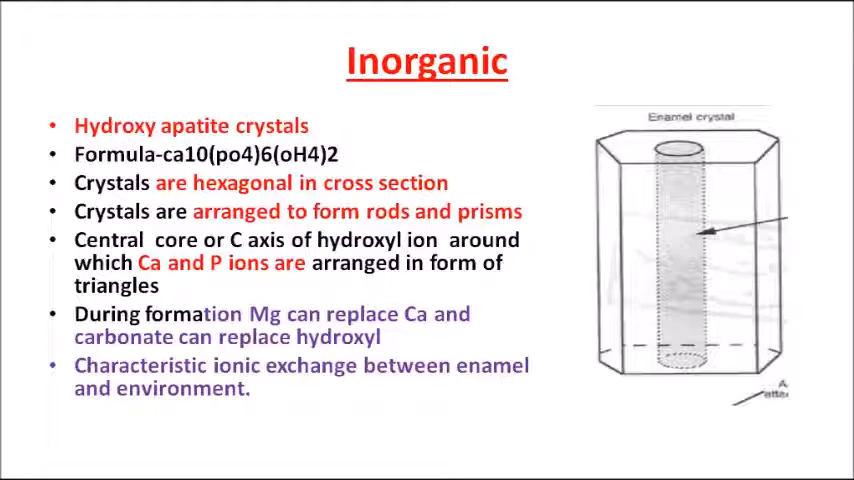 Inorganic
• Hydroxy apatite crystals
• Formula-ca10(po4)6(oH4)2
• Crystals are hexagonal in cross section
• Crystals are arranged to form rods and prisms
• Central core or C axis of hydroxyl ion around
which Ca and P ions are arranged in form of
triangles
• During formation Mg can replace Ca and
carbonate can replace hydroxyl
• Characteristic ionic exchange between enamel
and environment.
Enamel crystal